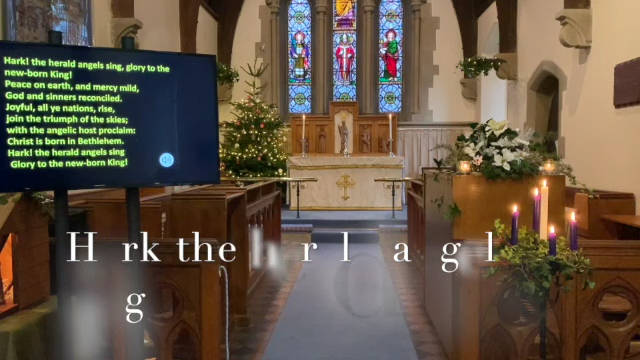 Hark! the herald angels sing, glory to the
new-born King!
Peace on earth, and mercy mild,
God and sinners reconciled.
Joyful, all ye nations, rise,
join the triumph of the skies;
with the angelic host proclaim:
Christ is born in Bethlehem.
Hark! the herald angels sing
Glory to the new-born King!
H rk the r l a g l
g